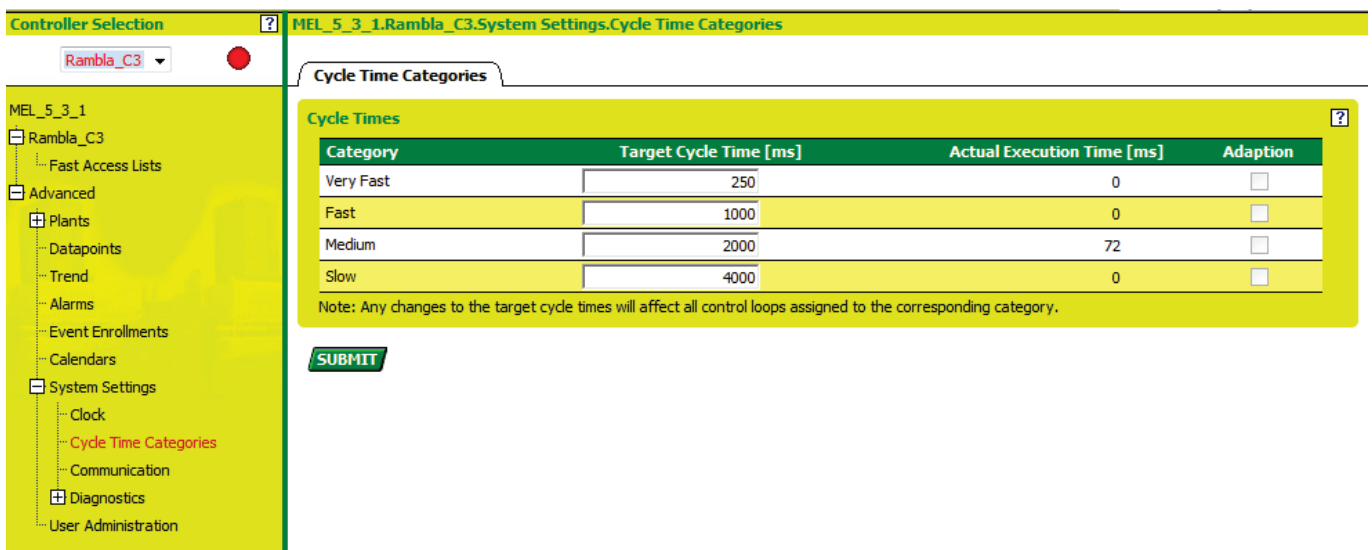 Controller Selection ?
Rambla_C3
MEL_5_3_1
Rambla_C3
Fast Access Lists
Advanced
Plants
Datapoints
Trend
Alarms
Event Enrollments
Calendars
System Settings
Clock
Cycle Time Categories
Communication
Diagnostics
User Administration
MEL_5_3_1.Rambla_C3.System Settings.Cycle Time Categories
Cycle Time Categories
Cycle Times ?
Category Target Cycle Time [ms] Actual Execution Time [ms] Adaption
Very Fast 250 0
Fast 1000 0
Medium 2000 72
Slow 4000 0
Note: Any changes to the target cycle times will affect all control loops assigned to the corresponding category.
SUBMIT